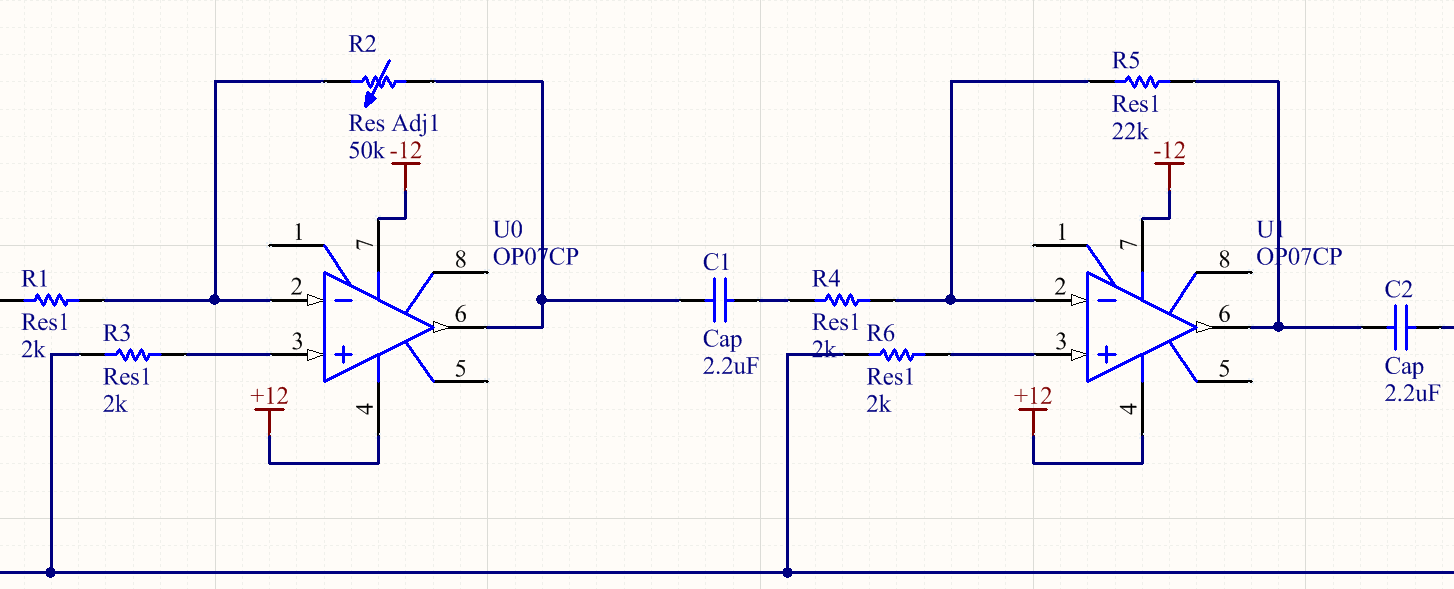 R2
Res Adj1
50k
-12
R5
Res1
22k
-12
1
7
U0
OP07CP
8
2
6
3
5
4
R1
Res1
2k
R3
Res1
2k
+12
C1
Cap
2.2uF
R4
Res1
2k
R6
Res1
2k
1
7
U1
OP07CP
8
2
6
3
5
4
+12
C2
Cap
2.2uF